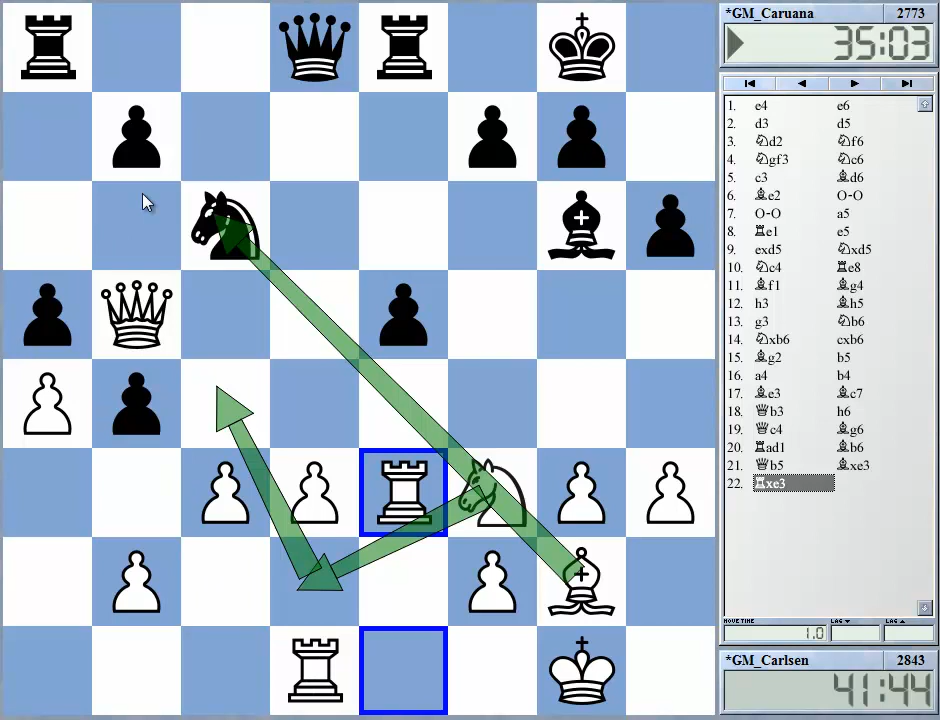 *GM_Caruana 2773
35:03
1. e4 e6
2. d3 d5
3. ♘d2 ♘f6
4. ♘gf3 ♘c6
5. c3 ♗d6
6. ♗e2 O-O
7. O-O a5
8. ♖e1 e5
9. exd5 ♘xd5
10. ♘c4 ♖e8
11. ♗f1 ♗g4
12. h3 ♗h5
13. g3 ♘b6
14. ♘xb6 cxb6
15. ♗g2 b5
16. a4 b4
17. ♗e3 ♗c7
18. ♕b3 h6
19. ♕c4 ♗g6
20. ♖ad1 ♗b6
21. ♕b5 ♗xe3
22. ♖xe3
MOVE TIME LAG ▼ LAG ▲
1.0
*GM_Carlsen 2843
41:44